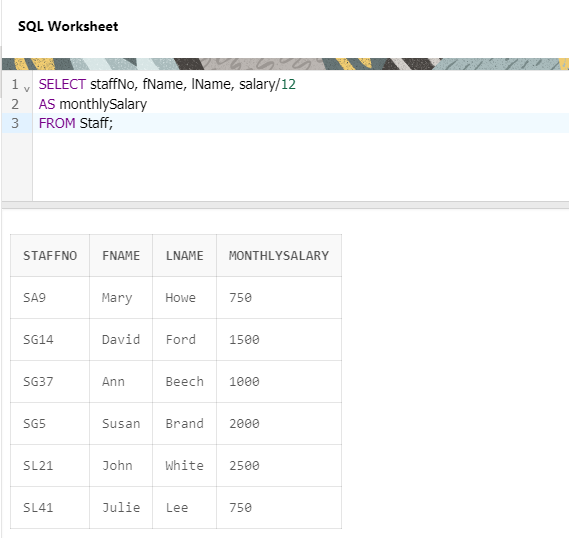 SQL Worksheet
1 SELECT staffNo, fName, lName, salary/12
2 AS monthlySalary
3 FROM Staff;
STAFFNO FNAME LNAME MONTHLYSALARY
SA9 Mary Howe 750
SG14 David Ford 1500
SG37 Ann Beech 1000
SG5 Susan Brand 2000
SL21 John White 2500
SL41 Julie Lee 750